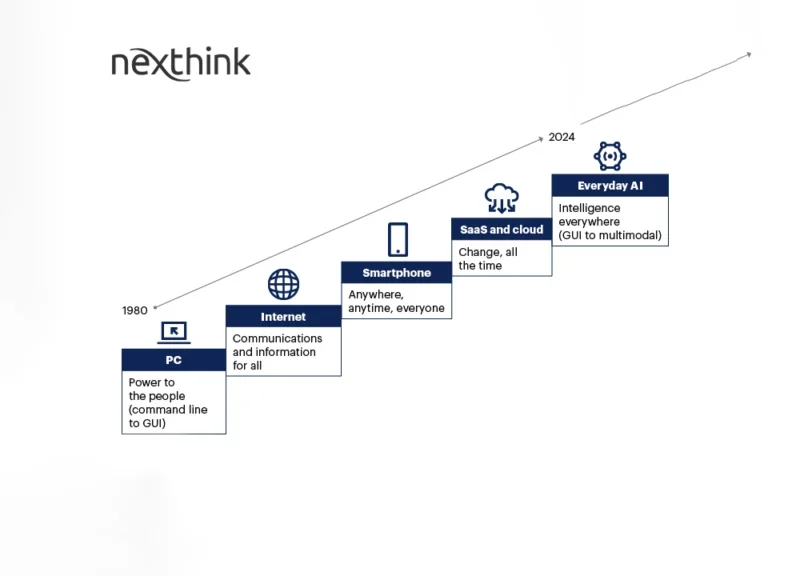 nexthink
2024
Everyday AI
Intelligence
everywhere
(GUI to multimodal)
SaaS and cloud
Change, all
the time
Smartphone
Anywhere,
anytime, everyone
1980
Internet
Communications
and information
for all
PC
Power to
the people
(command line
to GUI)